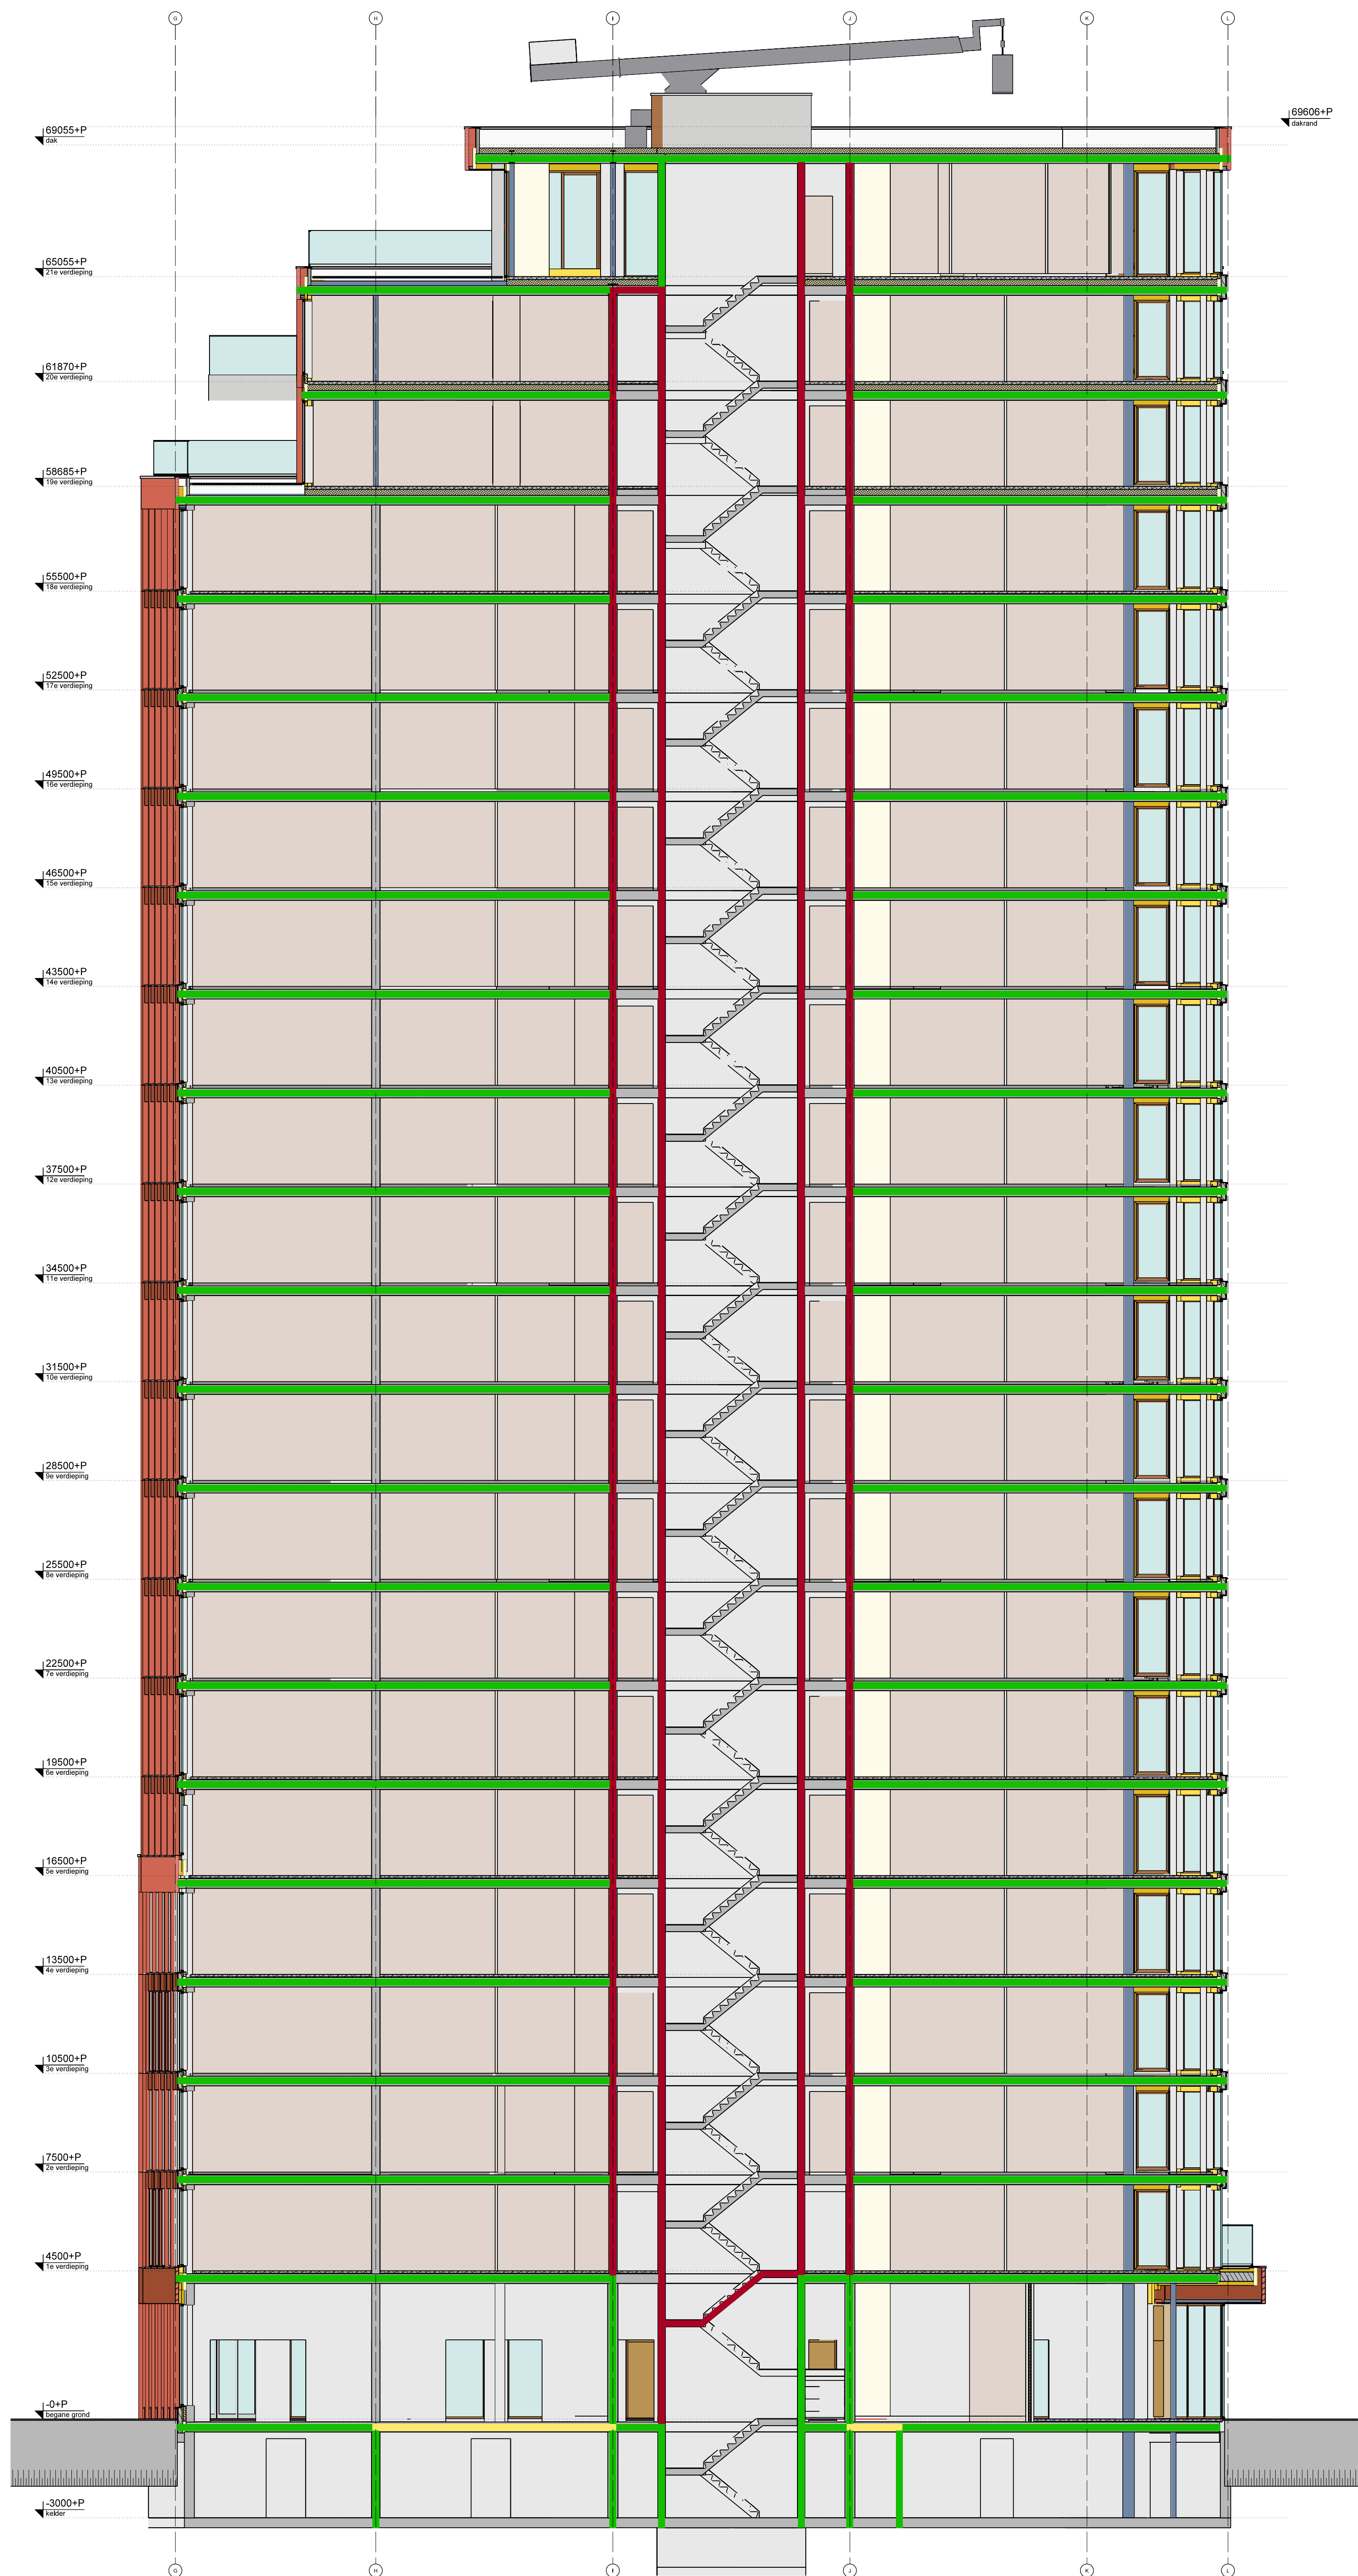 G H I J K L
69055+P
dak
69606+P
dakrand
65055+P
21e verdieping
61870+P
20e verdieping
58685+P
19e verdieping
55500+P
18e verdieping
52500+P
17e verdieping
49500+P
16e verdieping
46500+P
15e verdieping
43500+P
14e verdieping
40500+P
13e verdieping
37500+P
12e verdieping
34500+P
11e verdieping
31500+P
10e verdieping
28500+P
9e verdieping
25500+P
8e verdieping
22500+P
7e verdieping
19500+P
6e verdieping
16500+P
5e verdieping
13500+P
4e verdieping
10500+P
3e verdieping
7500+P
2e verdieping
4500+P
1e verdieping
-0+P
begane grond
-3000+P
kelder
G H I J K L